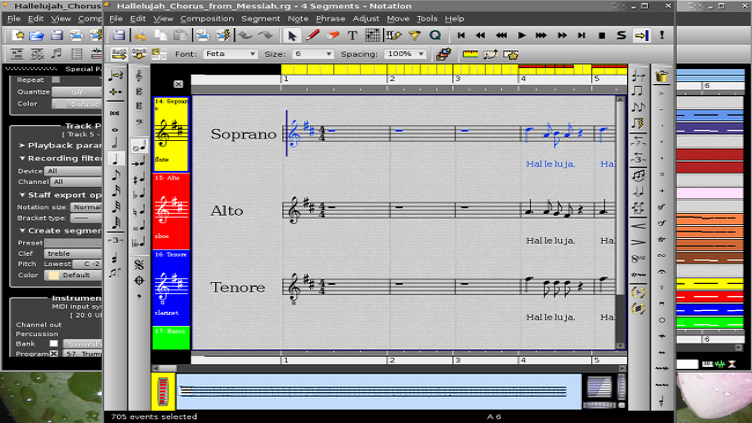 Hallelujah_Chorus
Hallelujah_Chorus_from_Messiah.rg - 4 Segments - Notation
File Edit View Com
File Edit View Composition Segment Note Phrase Adjust Move Tools Help
Font: Feta Size: 6 Spacing: 100%
Special P
Repeat
Quantize Off
Color Default
Track P
[ Track 5 -
Playback para
Recording filter
Device All
Channel All
Staff export op
Notation size: Normal
Bracket type: -----
Create segme
Preset
Clef treble
Pitch Lowest C -2
Color Default
Instrumen
MIDI input sy
[ 20.0 U
Channel out
Percussion
Bank General
Program 57. Trum
1 2 3 4 5
6
14: Soprano
flute
Soprano
Hal le lu ja, Ha
15: Alto
oboe
Alto
Hal le lu ja, Ha
16: Tenore
clarinet
Tenore
Hal le lu ja, Ha
17: Basso
1 2 3 4 5
6
705 events selected
A 6